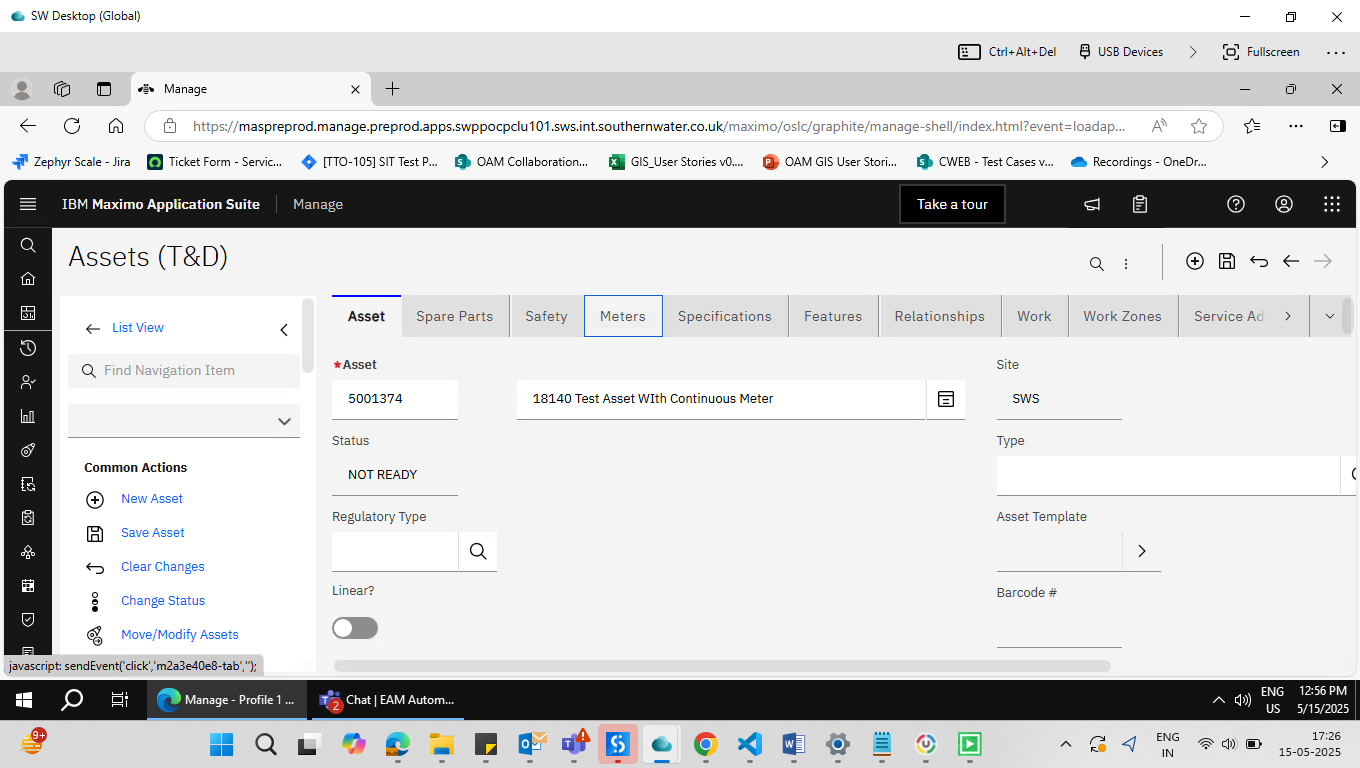 SW Desktop (Global)
Ctrl+Alt+Del
USB Devices
Fullscreen
Manage
https://maspreprod.manage.preprod.apps.swppocpclu101.sws.int.southernwater.co.uk/maximo/oslc/graphite/manage-shell/index.html?event=loadap...
Zephyr Scale - Jira
Ticket Form - Servic...
[TTO-105] SIT Test P...
OAM Collaboration...
GIS_User Stories v0....
OAM GIS User Stori...
CWEB - Test Cases v...
Recordings - OneDr...
IBM Maximo Application Suite
Manage
Take a tour
Assets (T&D)
List View
Find Navigation Item
Common Actions
New Asset
Save Asset
Clear Changes
Change Status
Move/Modify Assets
Asset
Spare Parts
Safety
Meters
Specifications
Features
Relationships
Work
Work Zones
Service Ad
*Asset
5001374
18140 Test Asset WIth Continuous Meter
Site
SWS
Status
NOT READY
Type
Regulatory Type
Asset Template
Linear?
Barcode #
javascript: sendEvent('click','m2a3e40e8-tab','');
Manage - Profile 1 ...
2
Chat | EAM Autom...
ENG
US
12:56 PM
5/15/2025
9+
ENG
IN
17:26
15-05-2025